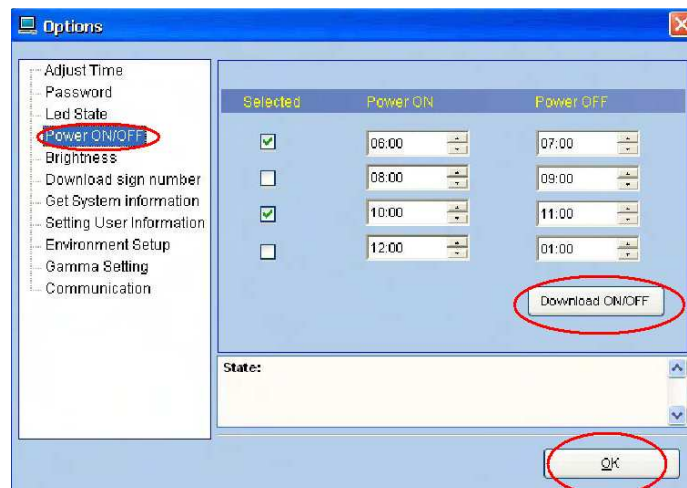 Options
Adjust Time
Password
Led State
Power ON/OFF
Brightness
Download sign number
Get System information
Setting User Information
Environment Setup
Gamma Setting
Communication
Selected Power ON Power OFF
06:00 07:00
08:00 09:00
10:00 11:00
12:00 01:00
Download ON/OFF
State:
OK